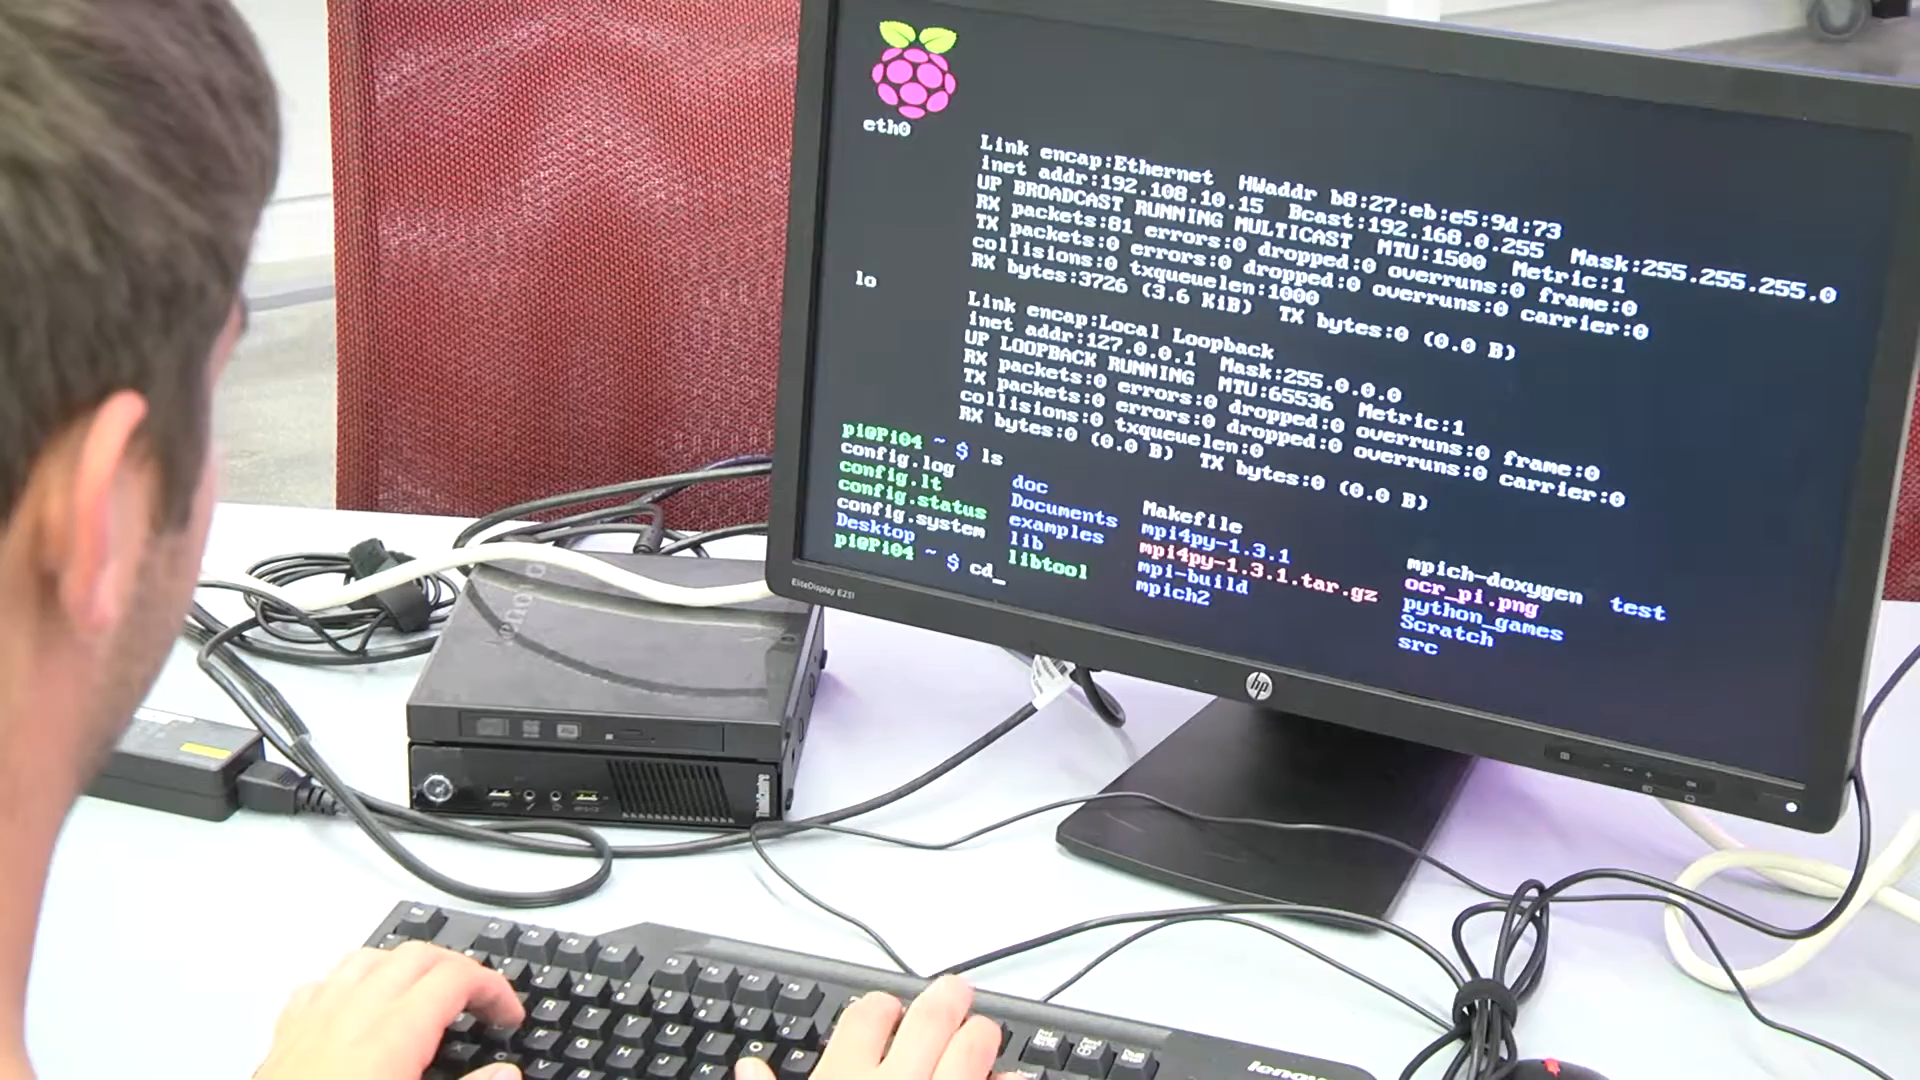 eth0
Link encap:Ethernet HWaddr b8:27:eb:e5:9d:73
inet addr:192.108.10.15 Bcast:192.168.0.255 Mask:255.255.255.0
UP BROADCAST RUNNING MULTICAST MTU:1500 Metric:1
RX packets:81 errors:0 dropped:0 overruns:0 frame:0
TX packets:0 errors:0 dropped:0 overruns:0 carrier:0
collisions:0 txqueuelen:1000
RX bytes:3726 (3.6 KiB) TX bytes:0 (0.0 B)
lo
Link encap:Local Loopback
inet addr:127.0.0.1 Mask:255.0.0.0
UP LOOPBACK RUNNING MTU:65536 Metric:1
RX packets:0 errors:0 dropped:0 overruns:0 frame:0
TX packets:0 errors:0 dropped:0 overruns:0 carrier:0
collisions:0 txqueuelen:0
RX bytes:0 (0.0 B) TX bytes:0 (0.0 B)
pi@Pi04 ~ $ ls
config.log doc Makefile mpich-doxygen test
config.lt Documents mpi4py-1.3.1 ocr_pi.png
config.status examples mpi4py-1.3.1.tar.gz python_games
config.system lib mpi-build Scratch
Desktop libtool mpich2 src
pi@Pi04 ~ $ cd_
EliteDisplay E231
hp
lenovo
ThinkCentre
R T Y U I O P
F G H J K
V B
lenovo